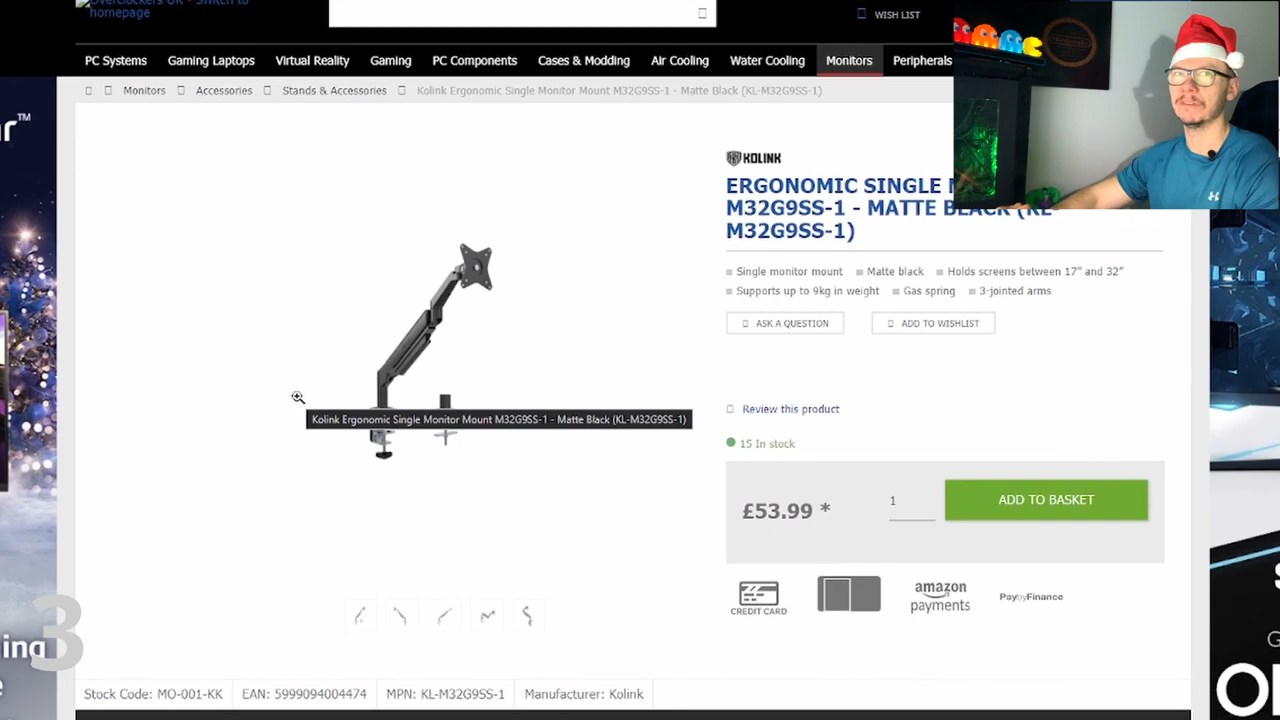 Overclockers UK - Switch to
homepage
WISH LIST
PC Systems Gaming Laptops Virtual Reality Gaming PC Components Cases & Modding Air Cooling Water Cooling Monitors Peripherals
Monitors Accessories Stands & Accessories Kolink Ergonomic Single Monitor Mount M32G9SS-1 - Matte Black (KL-M32G9SS-1)
KOLINK
ERGONOMIC SINGLE
M32G9SS-1 - MATTE BLACK (KL-
M32G9SS-1)
Single monitor mount Matte black Holds screens between 17" and 32"
Supports up to 9kg in weight Gas spring 3-jointed arms
ASK A QUESTION ADD TO WISHLIST
Review this product
Kolink Ergonomic Single Monitor Mount M32G9SS-1 - Matte Black (KL-M32G9SS-1)
15 In stock
£53.99 * 1 ADD TO BASKET
CREDIT CARD amazon payments PaybyFinance
3
Stock Code: MO-001-KK EAN: 5999094004474 MPN: KL-M32G9SS-1 Manufacturer: Kolink